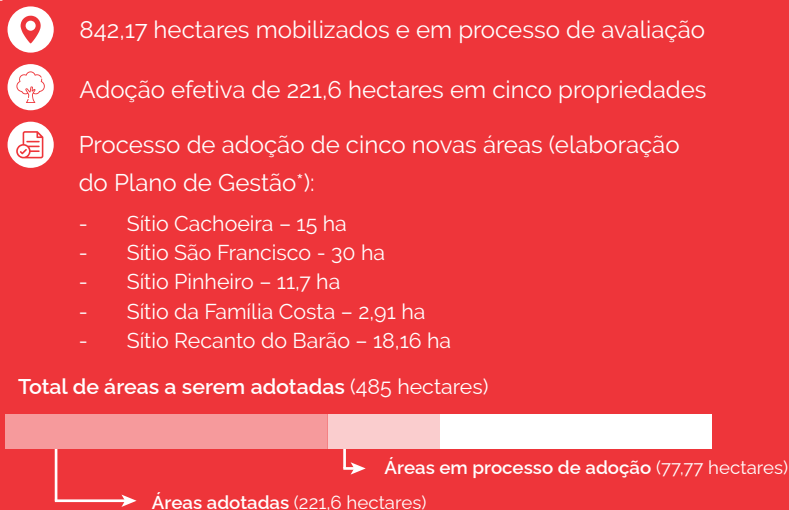 842,17 hectares mobilizados e em processo de avaliação
Adoção efetiva de 221,6 hectares em cinco propriedades
Processo de adoção de cinco novas áreas (elaboração
do Plano de Gestão*):
- Sítio Cachoeira – 15 ha
- Sítio São Francisco - 30 ha
- Sítio Pinheiro – 11,7 ha
- Sítio da Família Costa – 2,91 ha
- Sítio Recanto do Barão – 18,16 ha
Total de áreas a serem adotadas (485 hectares)
Áreas em processo de adoção (77,77 hectares)
Áreas adotadas (221,6 hectares)